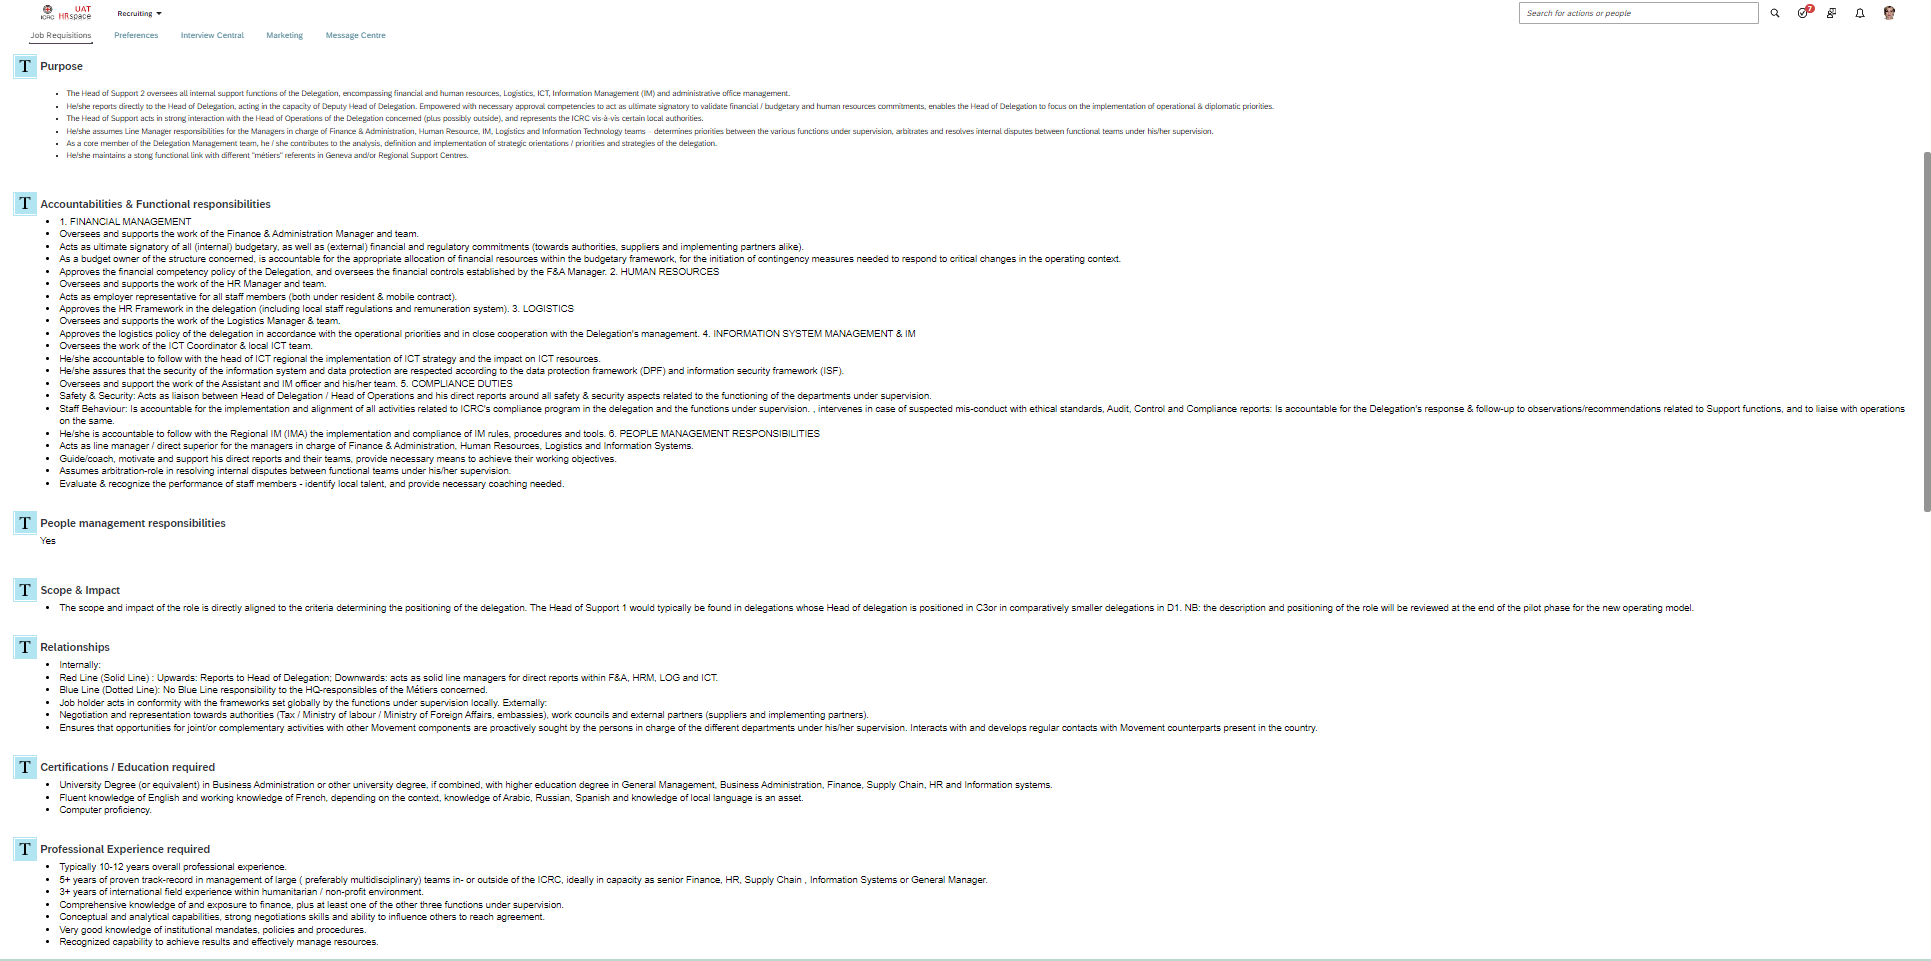 ICRC
UAT
HRspace
Recruiting
Search for actions or people
7
Job Requisitions
Preferences
Interview Central
Marketing
Message Centre
T Purpose
• The Head of Support 2 oversees all internal support functions of the Delegation, encompassing financial and human resources, Logistics, ICT, Information Management (IM) and administrative office management.
• He/she reports directly to the Head of Delegation, acting in the capacity of Deputy Head of Delegation. Empowered with necessary approval competencies to act as ultimate signatory to validate financial / budgetary and human resources commitments, enables the Head of Delegation to focus on the implementation of operational & diplomatic priorities.
• The Head of Support acts in strong interaction with the Head of Operations of the Delegation concerned (plus possibly outside), and represents the ICRC vis-à-vis certain local authorities.
• He/she assumes Line Manager responsibilities for the Managers in charge of Finance & Administration, Human Resource, IM, Logistics and Information Technology teams – determines priorities between the various functions under supervision, arbitrates and resolves internal disputes between functional teams under his/her supervision.
• As a core member of the Delegation Management team, he / she contributes to the analysis, definition and implementation of strategic orientations / priorities and strategies of the delegation.
• He/she maintains a stong functional link with different "métiers" referents in Geneva and/or Regional Support Centres.
T Accountabilities & Functional responsibilities
• 1. FINANCIAL MANAGEMENT
• Oversees and supports the work of the Finance & Administration Manager and team.
• Acts as ultimate signatory of all (internal) budgetary, as well as (external) financial and regulatory commitments (towards authorities, suppliers and implementing partners alike).
• As a budget owner of the structure concerned, is accountable for the appropriate allocation of financial resources within the budgetary framework, for the initiation of contingency measures needed to respond to critical changes in the operating context.
• Approves the financial competency policy of the Delegation, and oversees the financial controls established by the F&A Manager. 2. HUMAN RESOURCES
• Oversees and supports the work of the HR Manager and team.
• Acts as employer representative for all staff members (both under resident & mobile contract).
• Approves the HR Framework in the delegation (including local staff regulations and remuneration system). 3. LOGISTICS
• Oversees and supports the work of the Logistics Manager & team.
• Approves the logistics policy of the delegation in accordance with the operational priorities and in close cooperation with the Delegation's management. 4. INFORMATION SYSTEM MANAGEMENT & IM
• Oversees the work of the ICT Coordinator & local ICT team.
• He/she accountable to follow with the head of ICT regional the implementation of ICT strategy and the impact on ICT resources.
• He/she assures that the security of the information system and data protection are respected according to the data protection framework (DPF) and information security framework (ISF).
• Oversees and support the work of the Assistant and IM officer and his/her team. 5. COMPLIANCE DUTIES
• Safety & Security: Acts as liaison between Head of Delegation / Head of Operations and his direct reports around all safety & security aspects related to the functioning of the departments under supervision.
• Staff Behaviour: Is accountable for the implementation and alignment of all activities related to ICRC's compliance program in the delegation and the functions under supervision. , intervenes in case of suspected mis-conduct with ethical standards, Audit, Control and Compliance reports: Is accountable for the Delegation's response & follow-up to observations/recommendations related to Support functions, and to liaise with operations
on the same.
• He/she is accountable to follow with the Regional IM (IMA) the implementation and compliance of IM rules, procedures and tools. 6. PEOPLE MANAGEMENT RESPONSIBILITIES
• Acts as line manager / direct superior for the managers in charge of Finance & Administration, Human Resources, Logistics and Information Systems.
• Guide/coach, motivate and support his direct reports and their teams, provide necessary means to achieve their working objectives.
• Assumes arbitration-role in resolving internal disputes between functional teams under his/her supervision.
• Evaluate & recognize the performance of staff members - identify local talent, and provide necessary coaching needed.
T People management responsibilities
Yes
T Scope & Impact
• The scope and impact of the role is directly aligned to the criteria determining the positioning of the delegation. The Head of Support 1 would typically be found in delegations whose Head of delegation is positioned in C3or in comparatively smaller delegations in D1. NB: the description and positioning of the role will be reviewed at the end of the pilot phase for the new operating model.
T Relationships
• Internally:
• Red Line (Solid Line) : Upwards: Reports to Head of Delegation; Downwards: acts as solid line managers for direct reports within F&A, HRM, LOG and ICT.
• Blue Line (Dotted Line): No Blue Line responsibility to the HQ-responsibles of the Métiers concerned.
• Job holder acts in conformity with the frameworks set globally by the functions under supervision locally. Externally:
• Negotiation and representation towards authorities (Tax / Ministry of labour / Ministry of Foreign Affairs, embassies), work councils and external partners (suppliers and implementing partners).
• Ensures that opportunities for joint/or complementary activities with other Movement components are proactively sought by the persons in charge of the different departments under his/her supervision. Interacts with and develops regular contacts with Movement counterparts present in the country.
T Certifications / Education required
• University Degree (or equivalent) in Business Administration or other university degree, if combined, with higher education degree in General Management, Business Administration, Finance, Supply Chain, HR and Information systems.
• Fluent knowledge of English and working knowledge of French, depending on the context, knowledge of Arabic, Russian, Spanish and knowledge of local language is an asset.
• Computer proficiency.
T Professional Experience required
• Typically 10-12 years overall professional experience.
• 5+ years of proven track-record in management of large ( preferably multidisciplinary) teams in- or outside of the ICRC, ideally in capacity as senior Finance, HR, Supply Chain , Information Systems or General Manager.
• 3+ years of international field experience within humanitarian / non-profit environment.
• Comprehensive knowledge of and exposure to finance, plus at least one of the other three functions under supervision.
• Conceptual and analytical capabilities, strong negotiations skills and ability to influence others to reach agreement.
• Very good knowledge of institutional mandates, policies and procedures.
• Recognized capability to achieve results and effectively manage resources.